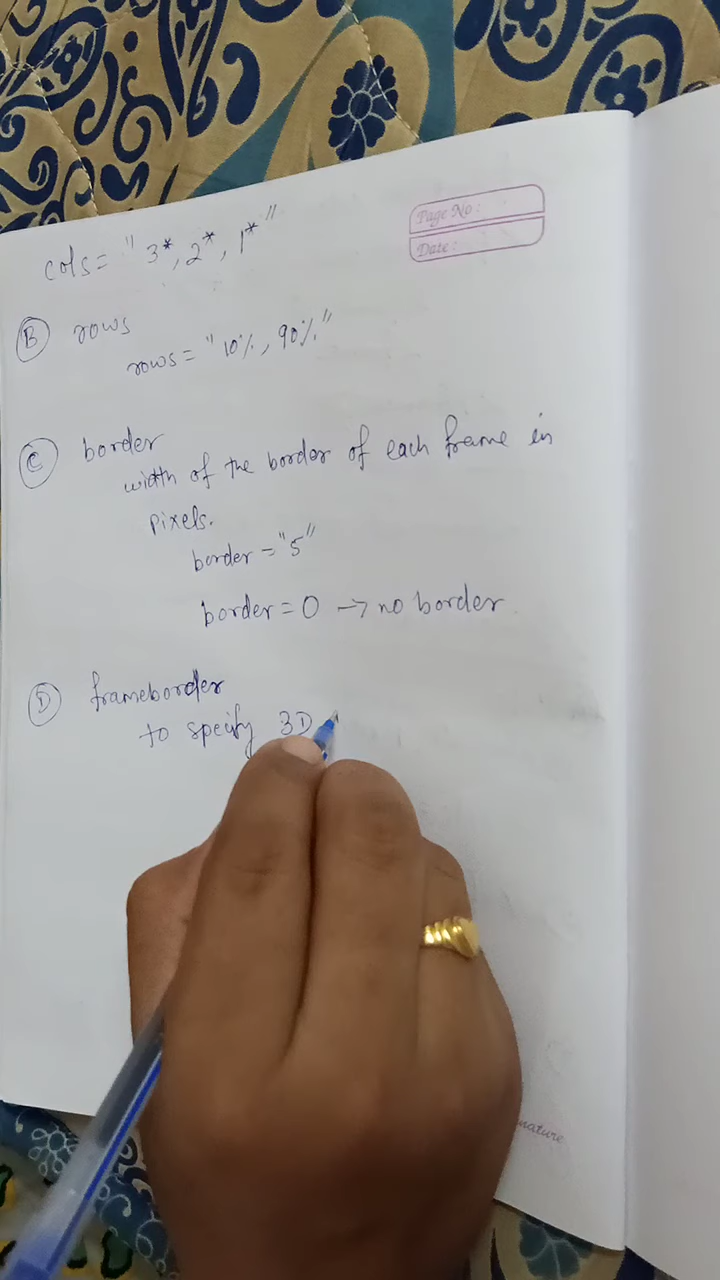 Page No :
Date :
cols = "3*, 2*, 1*"
B rows
rows = "10%, 90%"
C border
width of the border of each frame in
pixels.
border = "5"
border = 0 → no border
D frameborder
to specify 3D
nature